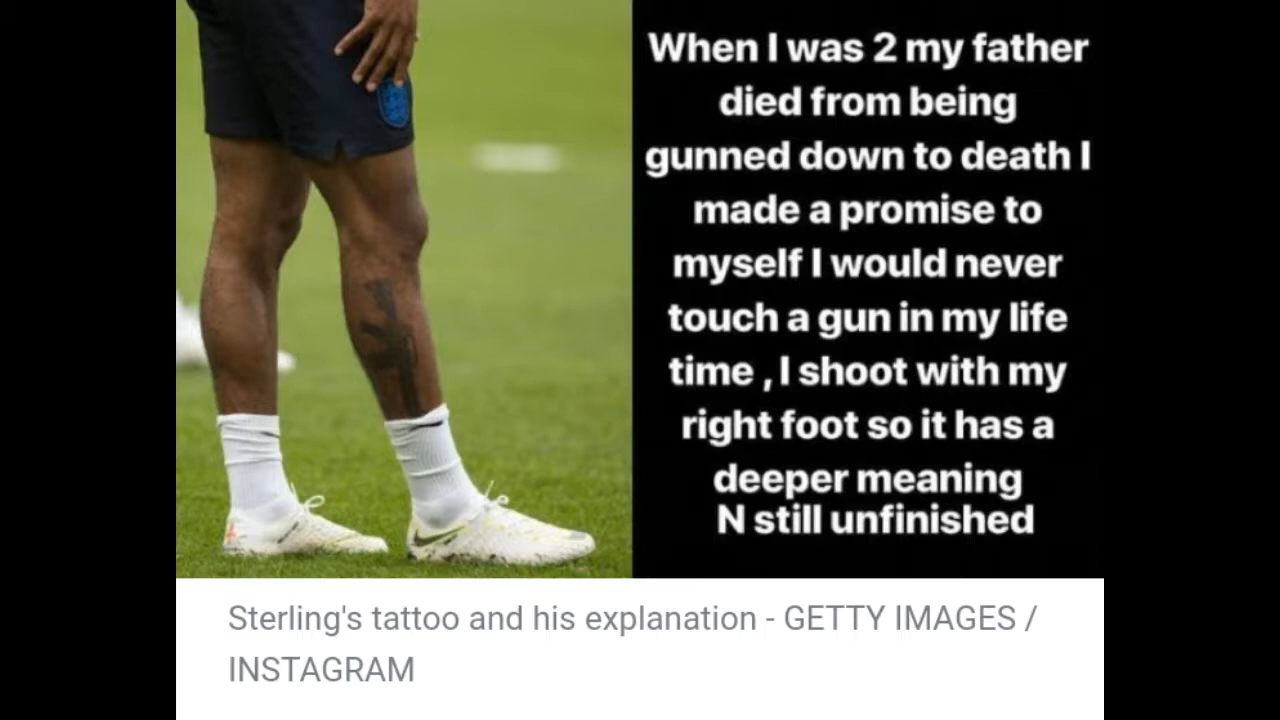 When I was 2 my father
died from being
gunned down to death I
made a promise to
myself I would never
touch a gun in my life
time , I shoot with my
right foot so it has a
deeper meaning
N still unfinished
Sterling's tattoo and his explanation - GETTY IMAGES /
INSTAGRAM